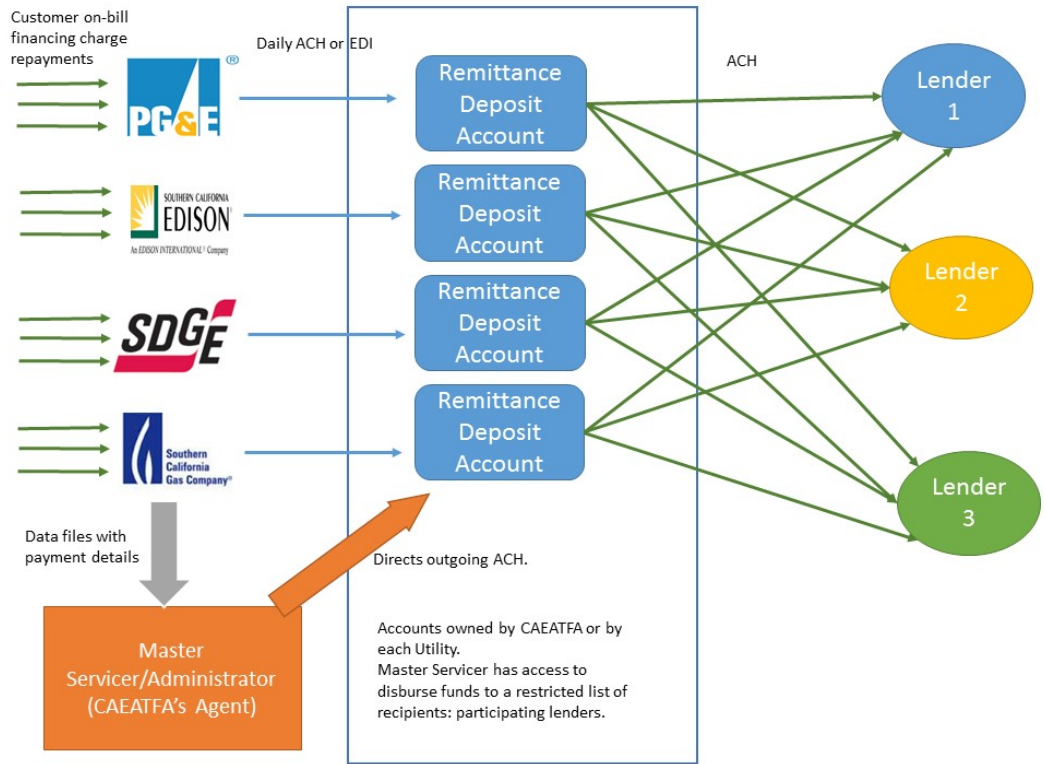 Customer on-bill
financing charge
repayments
Daily ACH or EDI
ACH
PG&E®
Remittance
Deposit
Account
Lender
1
SOUTHERN CALIFORNIA
EDISON®
An EDISON INTERNATIONAL® Company
Remittance
Deposit
Account
Lender
2
SDGE
Remittance
Deposit
Account
Southern
California
Gas Company®
Remittance
Deposit
Account
Lender
3
Data files with
payment details
Directs outgoing ACH.
Master
Servicer/Administrator
(CAEATFA's Agent)
Accounts owned by CAEATFA or by
each Utility.
Master Servicer has access to
disburse funds to a restricted list of
recipients: participating lenders.